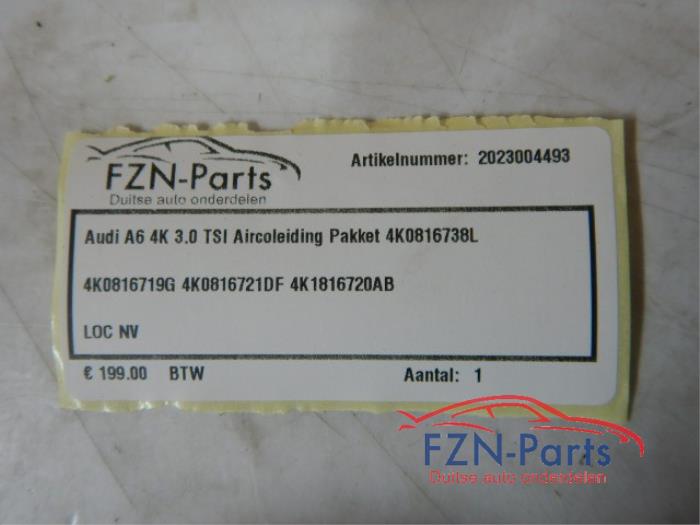 FZN-Parts
Duitse auto onderdelen
Artikelnummer: 2023004493
Audi A6 4K 3.0 TSI Aircoleiding Pakket 4K0816738L
4K0816719G 4K0816721DF 4K1816720AB
LOC NV
€ 199.00 BTW Aantal: 1
FZN-Parts
Duitse auto onderdelen